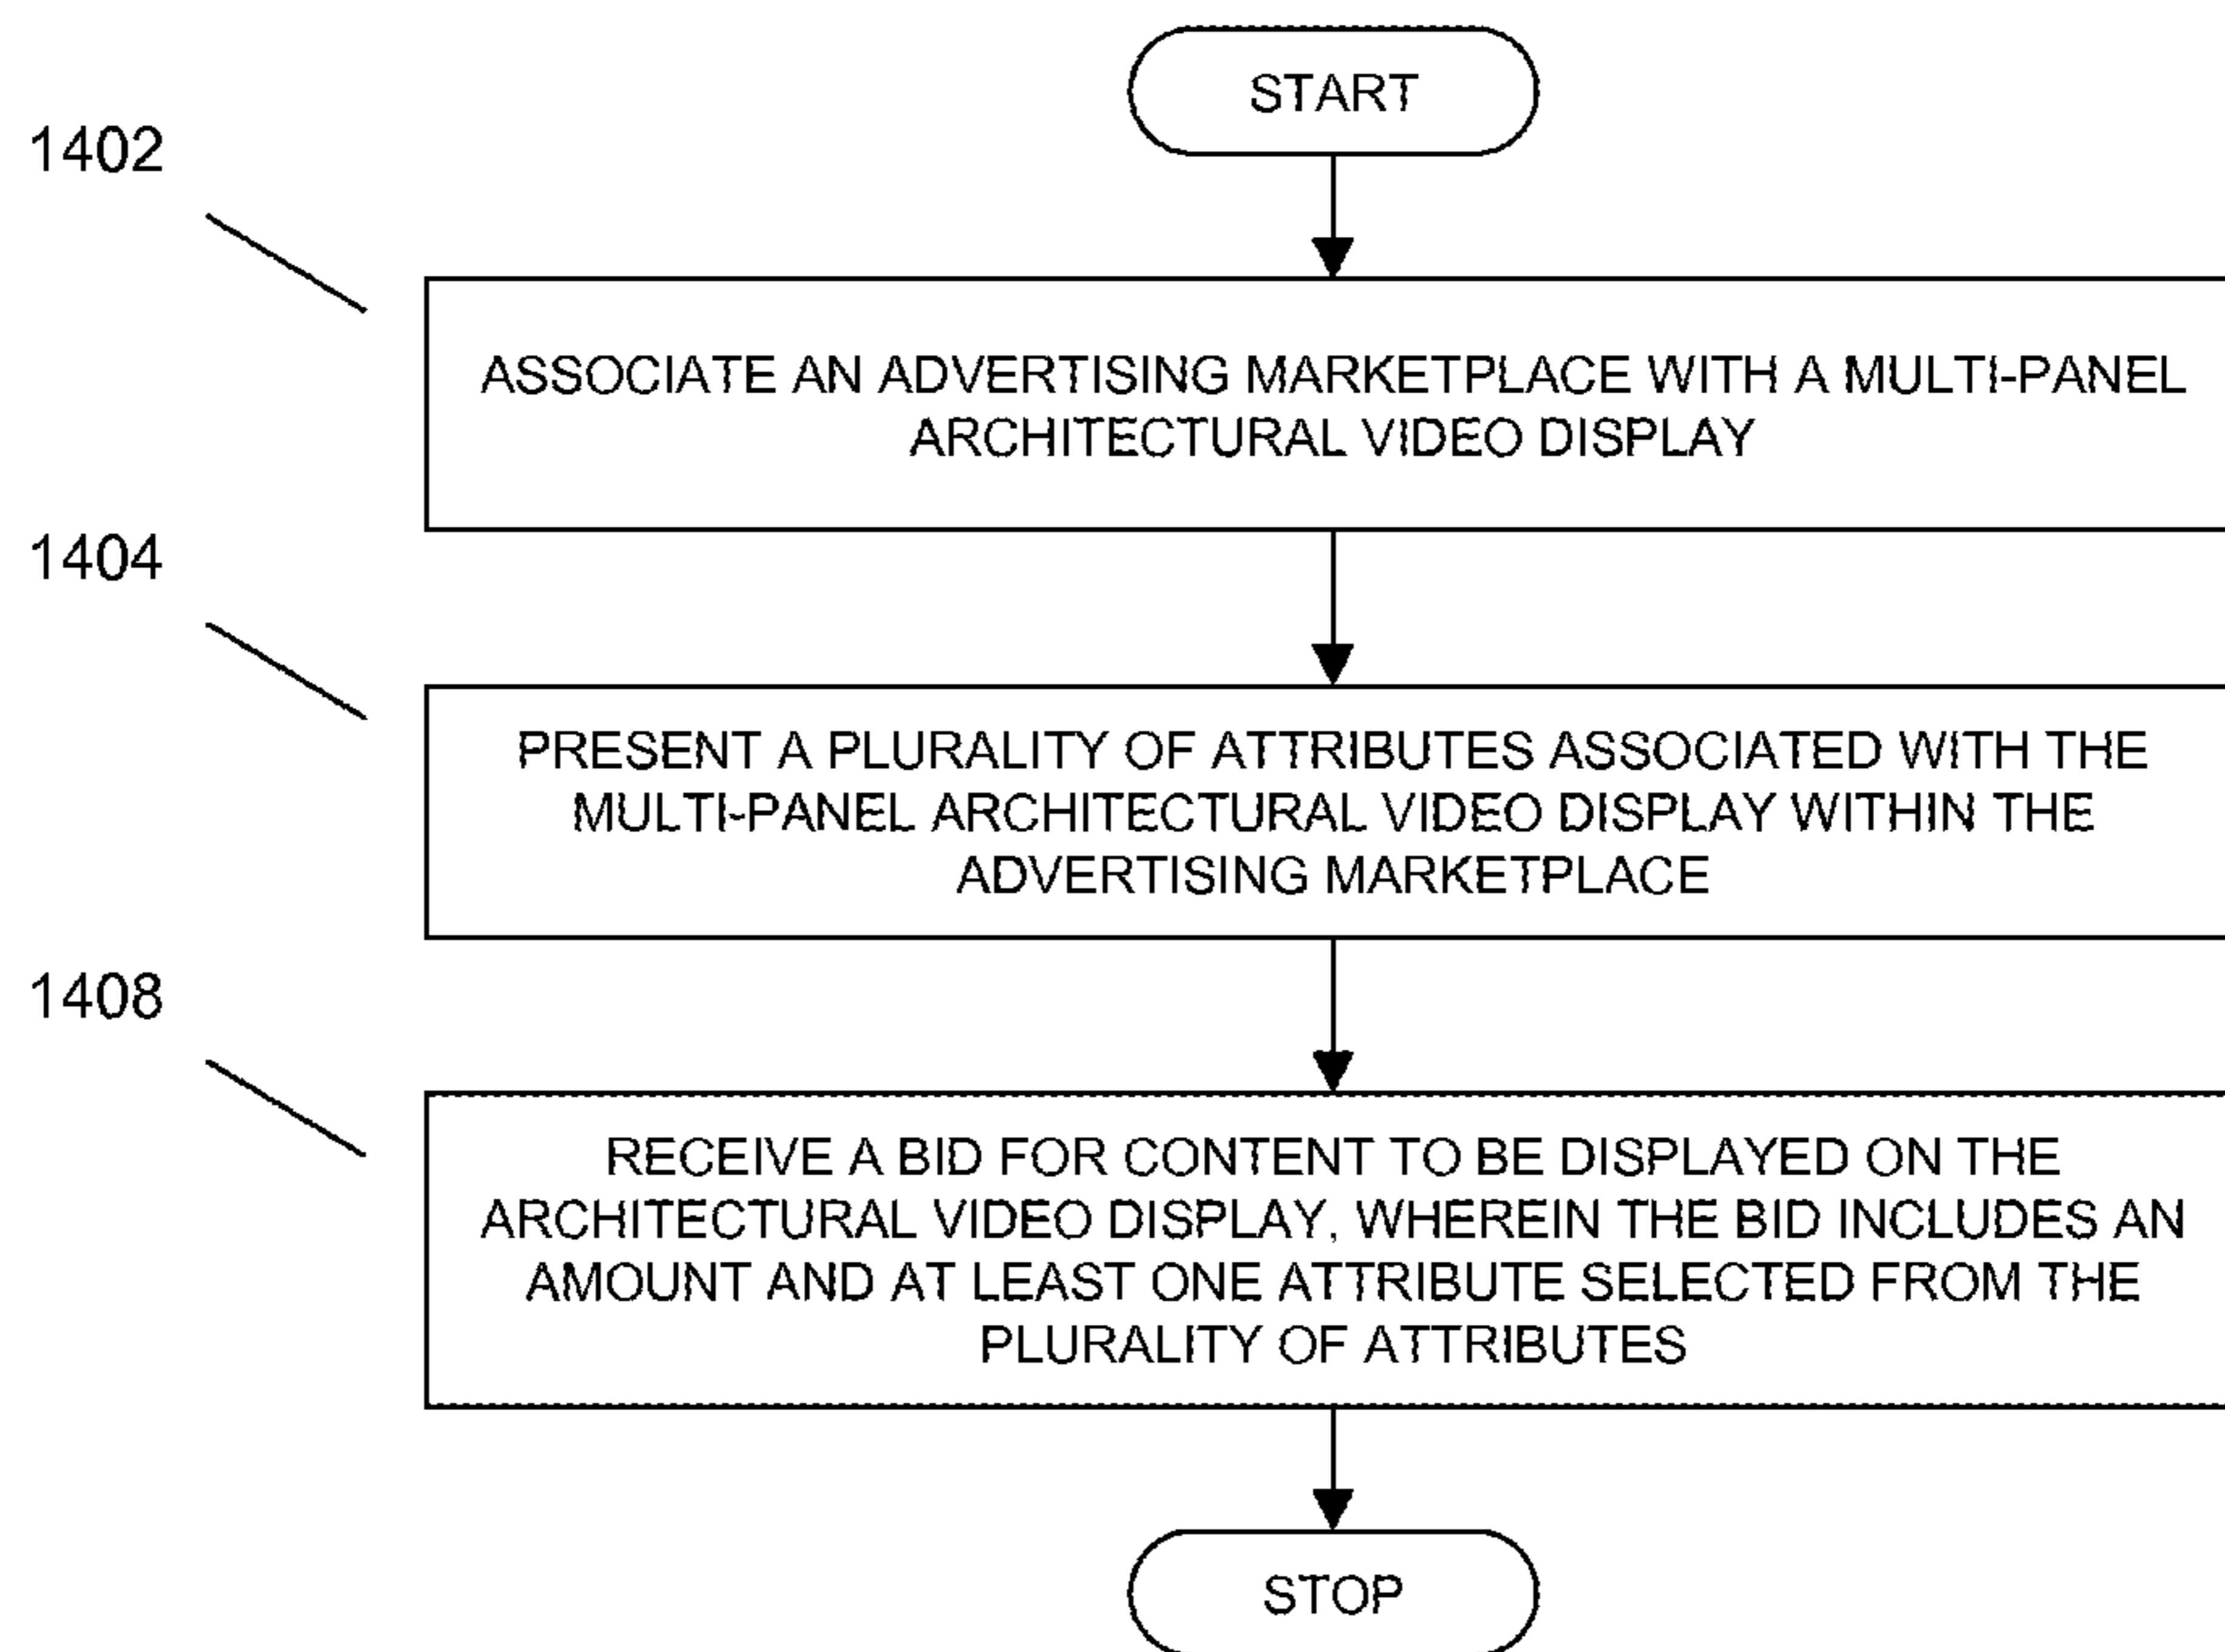 START
1402
ASSOCIATE AN ADVERTISING MARKETPLACE WITH A MULTI-PANEL
ARCHITECTURAL VIDEO DISPLAY
1404
PRESENT A PLURALITY OF ATTRIBUTES ASSOCIATED WITH THE
MULTI-PANEL ARCHITECTURAL VIDEO DISPLAY WITHIN THE
ADVERTISING MARKETPLACE
1408
RECEIVE A BID FOR CONTENT TO BE DISPLAYED ON THE
ARCHITECTURAL VIDEO DISPLAY, WHEREIN THE BID INCLUDES AN
AMOUNT AND AT LEAST ONE ATTRIBUTE SELECTED FROM THE
PLURALITY OF ATTRIBUTES
STOP